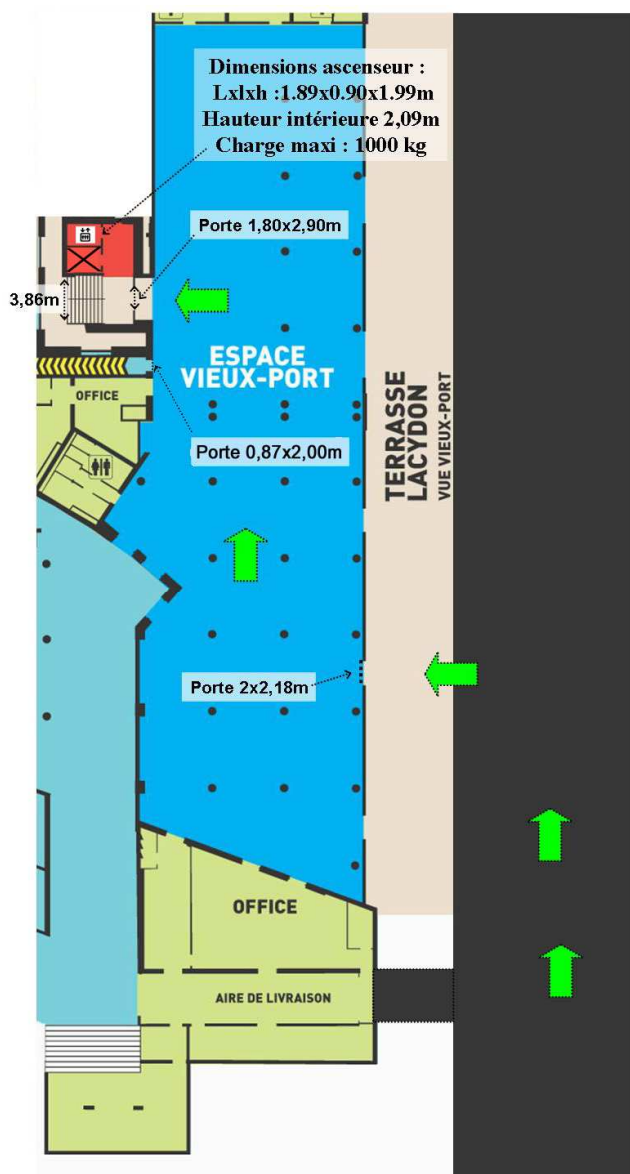 Dimensions ascenseur :
Lxlxh :1.89x0.90x1.99m
Hauteur intérieure 2,09m
Charge maxi : 1000 kg
Porte 1,80x2,90m
3,86m
ESPACE
VIEUX-PORT
OFFICE
TERRASSE
LACYDON
VUE VIEUX-PORT
Porte 0,87x2,00m
Porte 2x2,18m
OFFICE
AIRE DE LIVRAISON